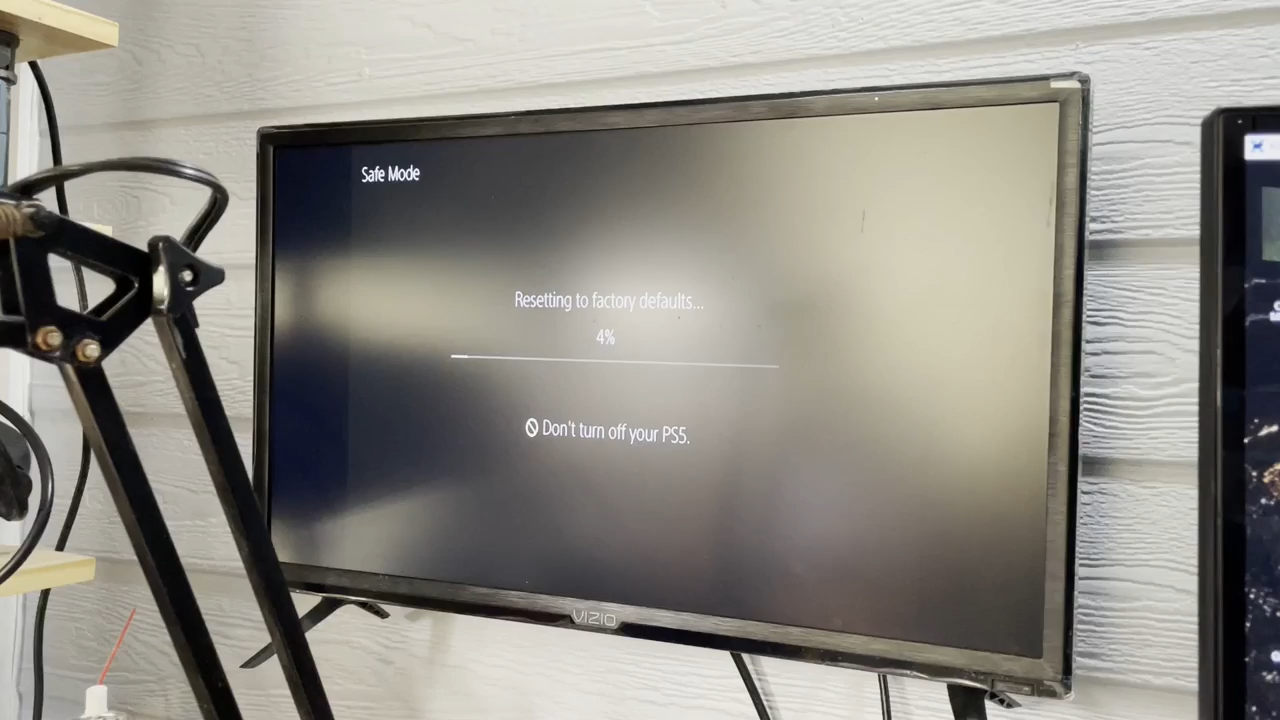 Safe Mode
Resetting to factory defaults...
4%
Don't turn off your PS5.
VIZIO